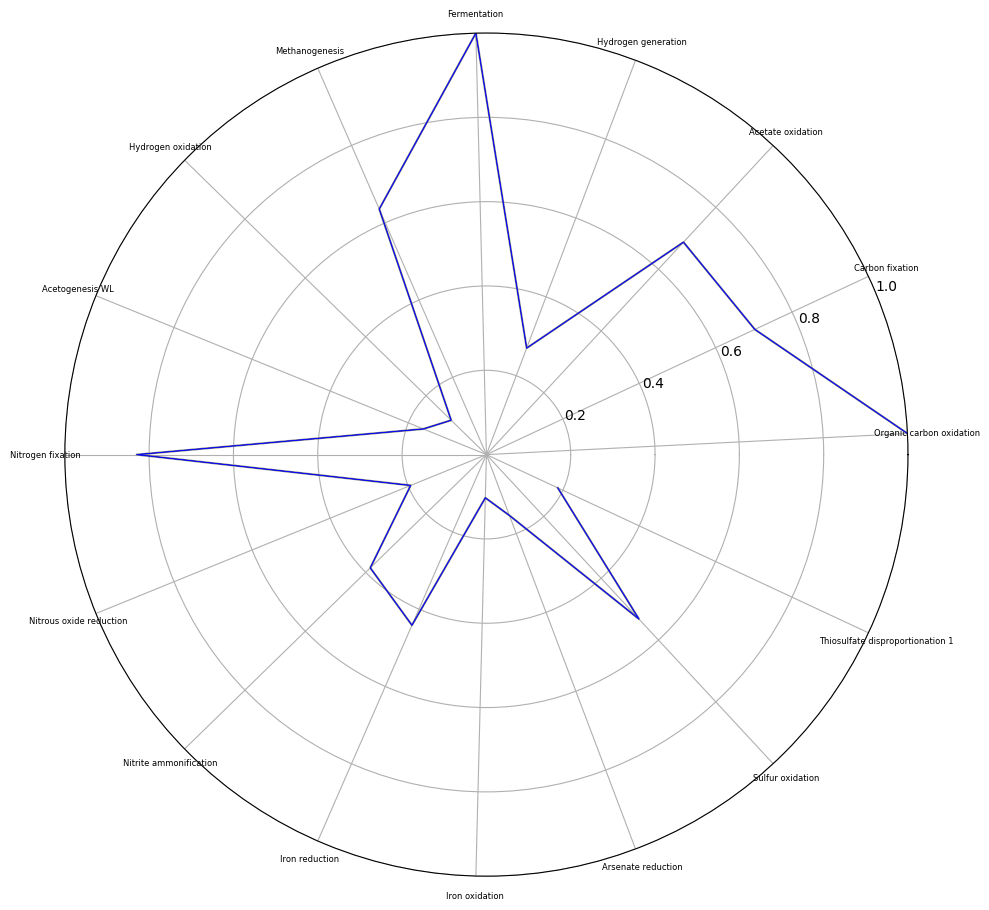 Fermentation
Hydrogen generation
Methanogenesis
Acetate oxidation
Hydrogen oxidation
Carbon fixation
1.0
Acetogenesis WL
0.8
0.6
0.4
0.2
Organic carbon oxidation
Nitrogen fixation
Nitrous oxide reduction
Thiosulfate disproportionation 1
Nitrite ammonification
Sulfur oxidation
Iron reduction
Arsenate reduction
Iron oxidation